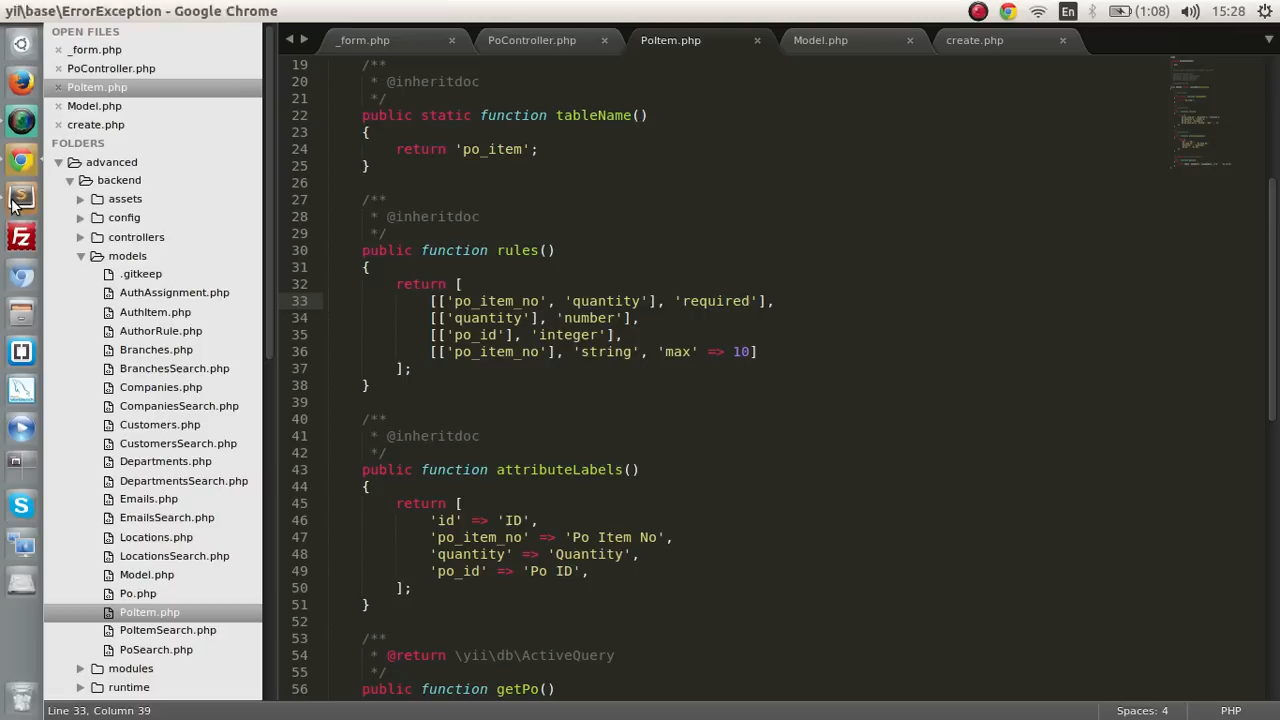 yii\base\ErrorException - Google Chrome
En
(1:08)
15:28
OPEN FILES
_form.php
PoController.php
PoItem.php
Model.php
create.php
FOLDERS
advanced
backend
assets
config
controllers
models
.gitkeep
AuthAssignment.php
AuthItem.php
AuthorRule.php
Branches.php
BranchesSearch.php
Companies.php
CompaniesSearch.php
Customers.php
CustomersSearch.php
Departments.php
DepartmentsSearch.php
Emails.php
EmailsSearch.php
Locations.php
LocationsSearch.php
Model.php
Po.php
PoItem.php
PoItemSearch.php
PoSearch.php
modules
runtime
_form.php
PoController.php
PoItem.php
Model.php
create.php
19 /**
20 * @inheritdoc
21 */
22 public static function tableName()
23 {
24 return 'po_item';
25 }
26
27 /**
28 * @inheritdoc
29 */
30 public function rules()
31 {
32 return [
33 [['po_item_no', 'quantity'], 'required'],
34 [['quantity'], 'number'],
35 [['po_id'], 'integer'],
36 [['po_item_no'], 'string', 'max' => 10]
37 ];
38 }
39
40 /**
41 * @inheritdoc
42 */
43 public function attributeLabels()
44 {
45 return [
46 'id' => 'ID',
47 'po_item_no' => 'Po Item No',
48 'quantity' => 'Quantity',
49 'po_id' => 'Po ID',
50 ];
51 }
52
53 /**
54 * @return \yii\db\ActiveQuery
55 */
56 public function getPo()
Line 33, Column 39
Spaces: 4
PHP